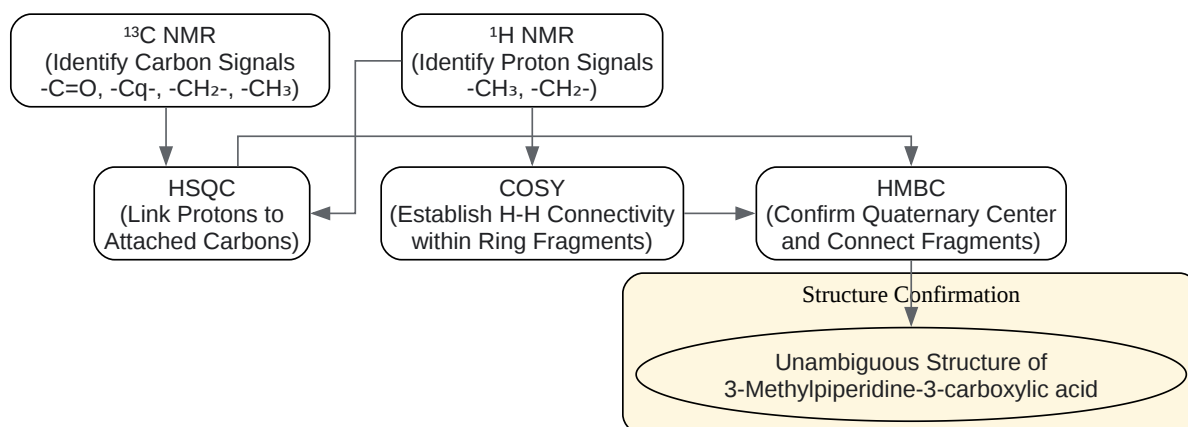 ¹³C NMR
(Identify Carbon Signals
-C=O, -Cq-, -CH₂-, -CH₃)
¹H NMR
(Identify Proton Signals
-CH₃, -CH₂-)
HSQC
(Link Protons to
Attached Carbons)
COSY
(Establish H-H Connectivity
within Ring Fragments)
HMBC
(Confirm Quaternary Center
and Connect Fragments)
Structure Confirmation
Unambiguous Structure of
3-Methylpiperidine-3-carboxylic acid